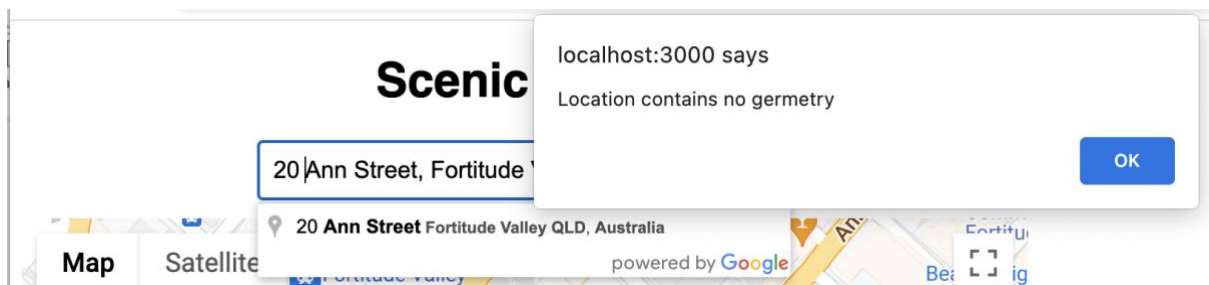 Scenic
localhost:3000 says
Location contains no germetry
OK
20 Ann Street, Fortitude
20 Ann Street Fortitude Valley QLD, Australia
powered by Google
Map
Satellite
Fortitude Valley